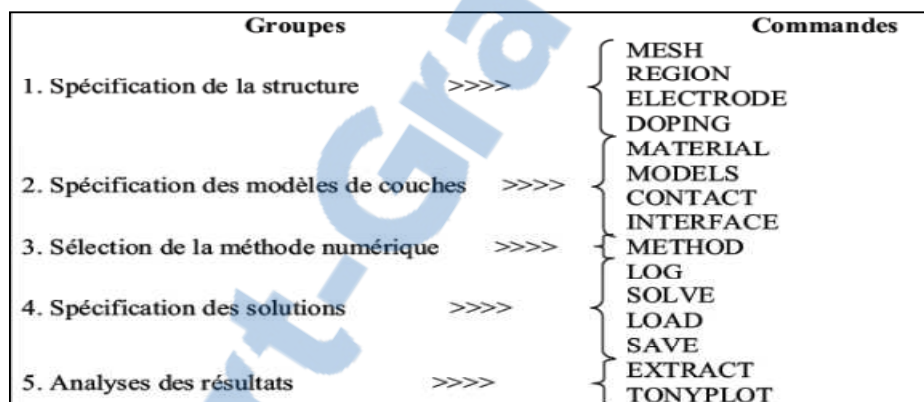 Groupes Commandes
MESH
REGION
1. Spécification de la structure >>>>
ELECTRODE
DOPING
MATERIAL
MODELS
2. Spécification des modèles de couches >>>>
CONTACT
INTERFACE
3. Sélection de la méthode numérique >>>> METHOD
LOG
SOLVE
4. Spécification des solutions >>>>
LOAD
SAVE
EXTRACT
5. Analyses des résultats >>>>
TONYPLOT